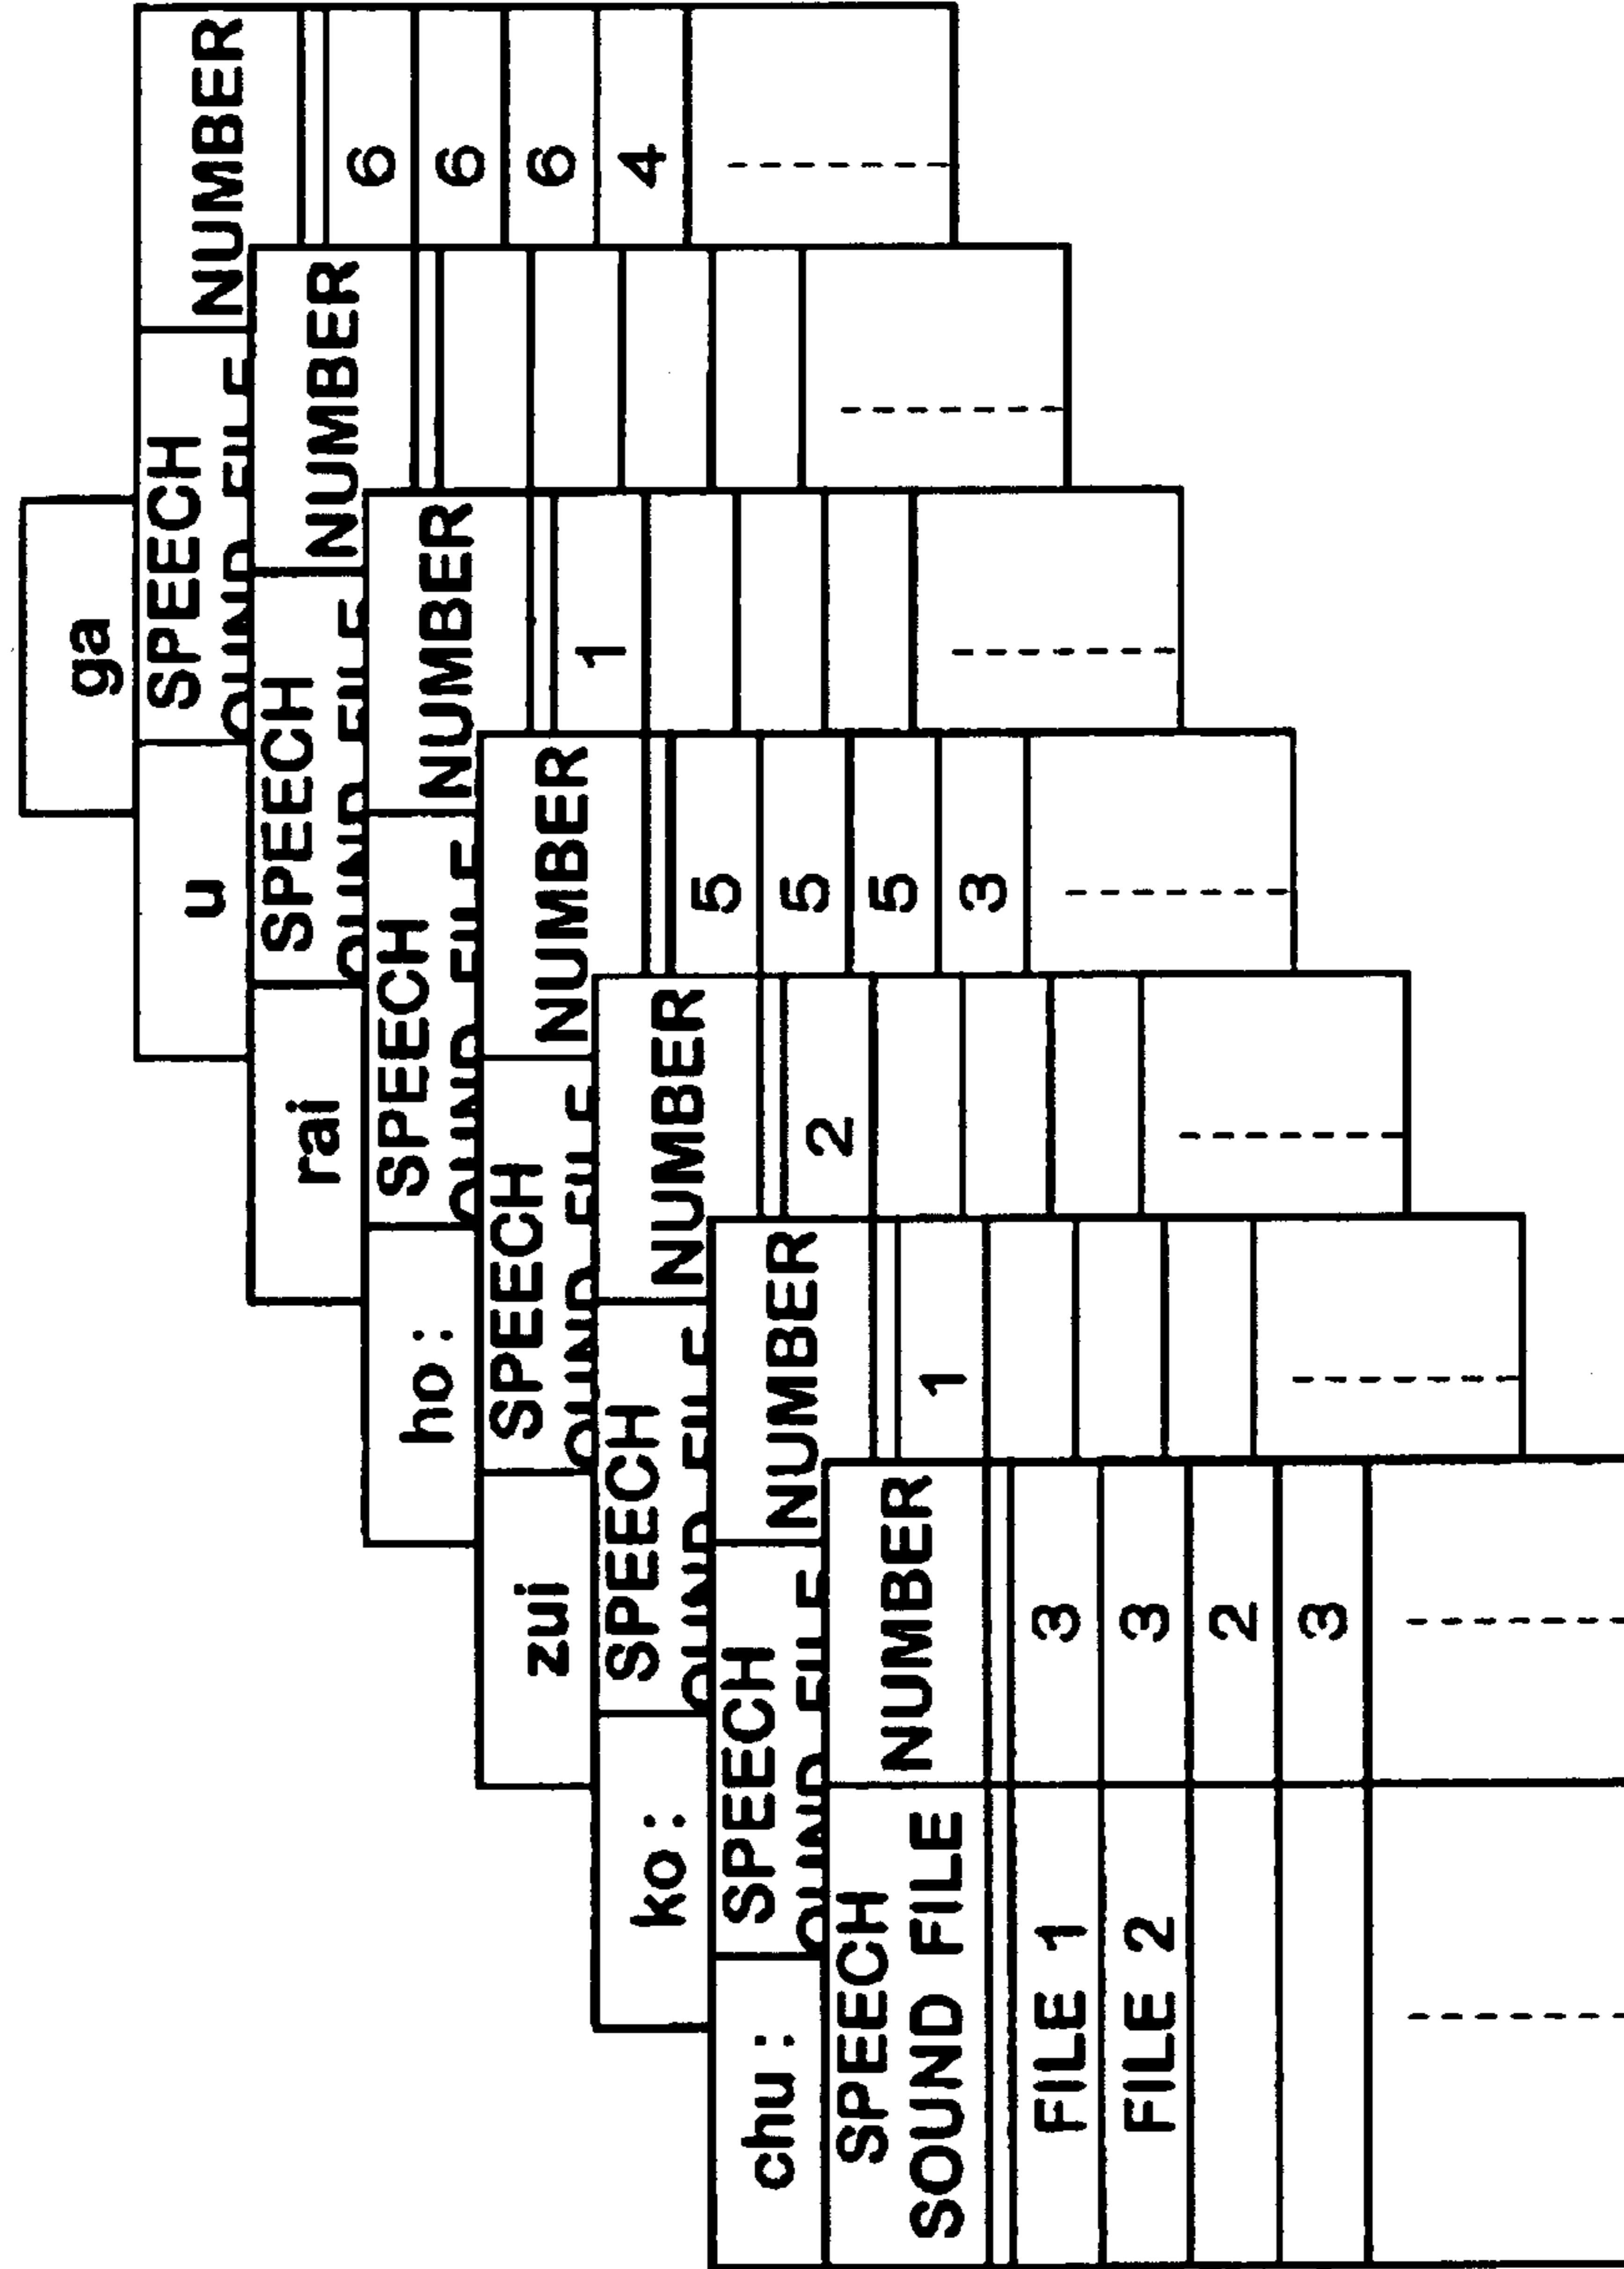 ga
SPEECH
NUMBER
6
6
6
4
u
SPEECH
NUMBER
rai
SPEECH
NUMBER
1
ho:
SPEECH
NUMBER
5
5
5
3
zui
SPEECH
NUMBER
2
ko:
SPEECH
NUMBER
1
chu:
SPEECH
SOUND FILE
NUMBER
FILE 1 3
FILE 2 3
2
3